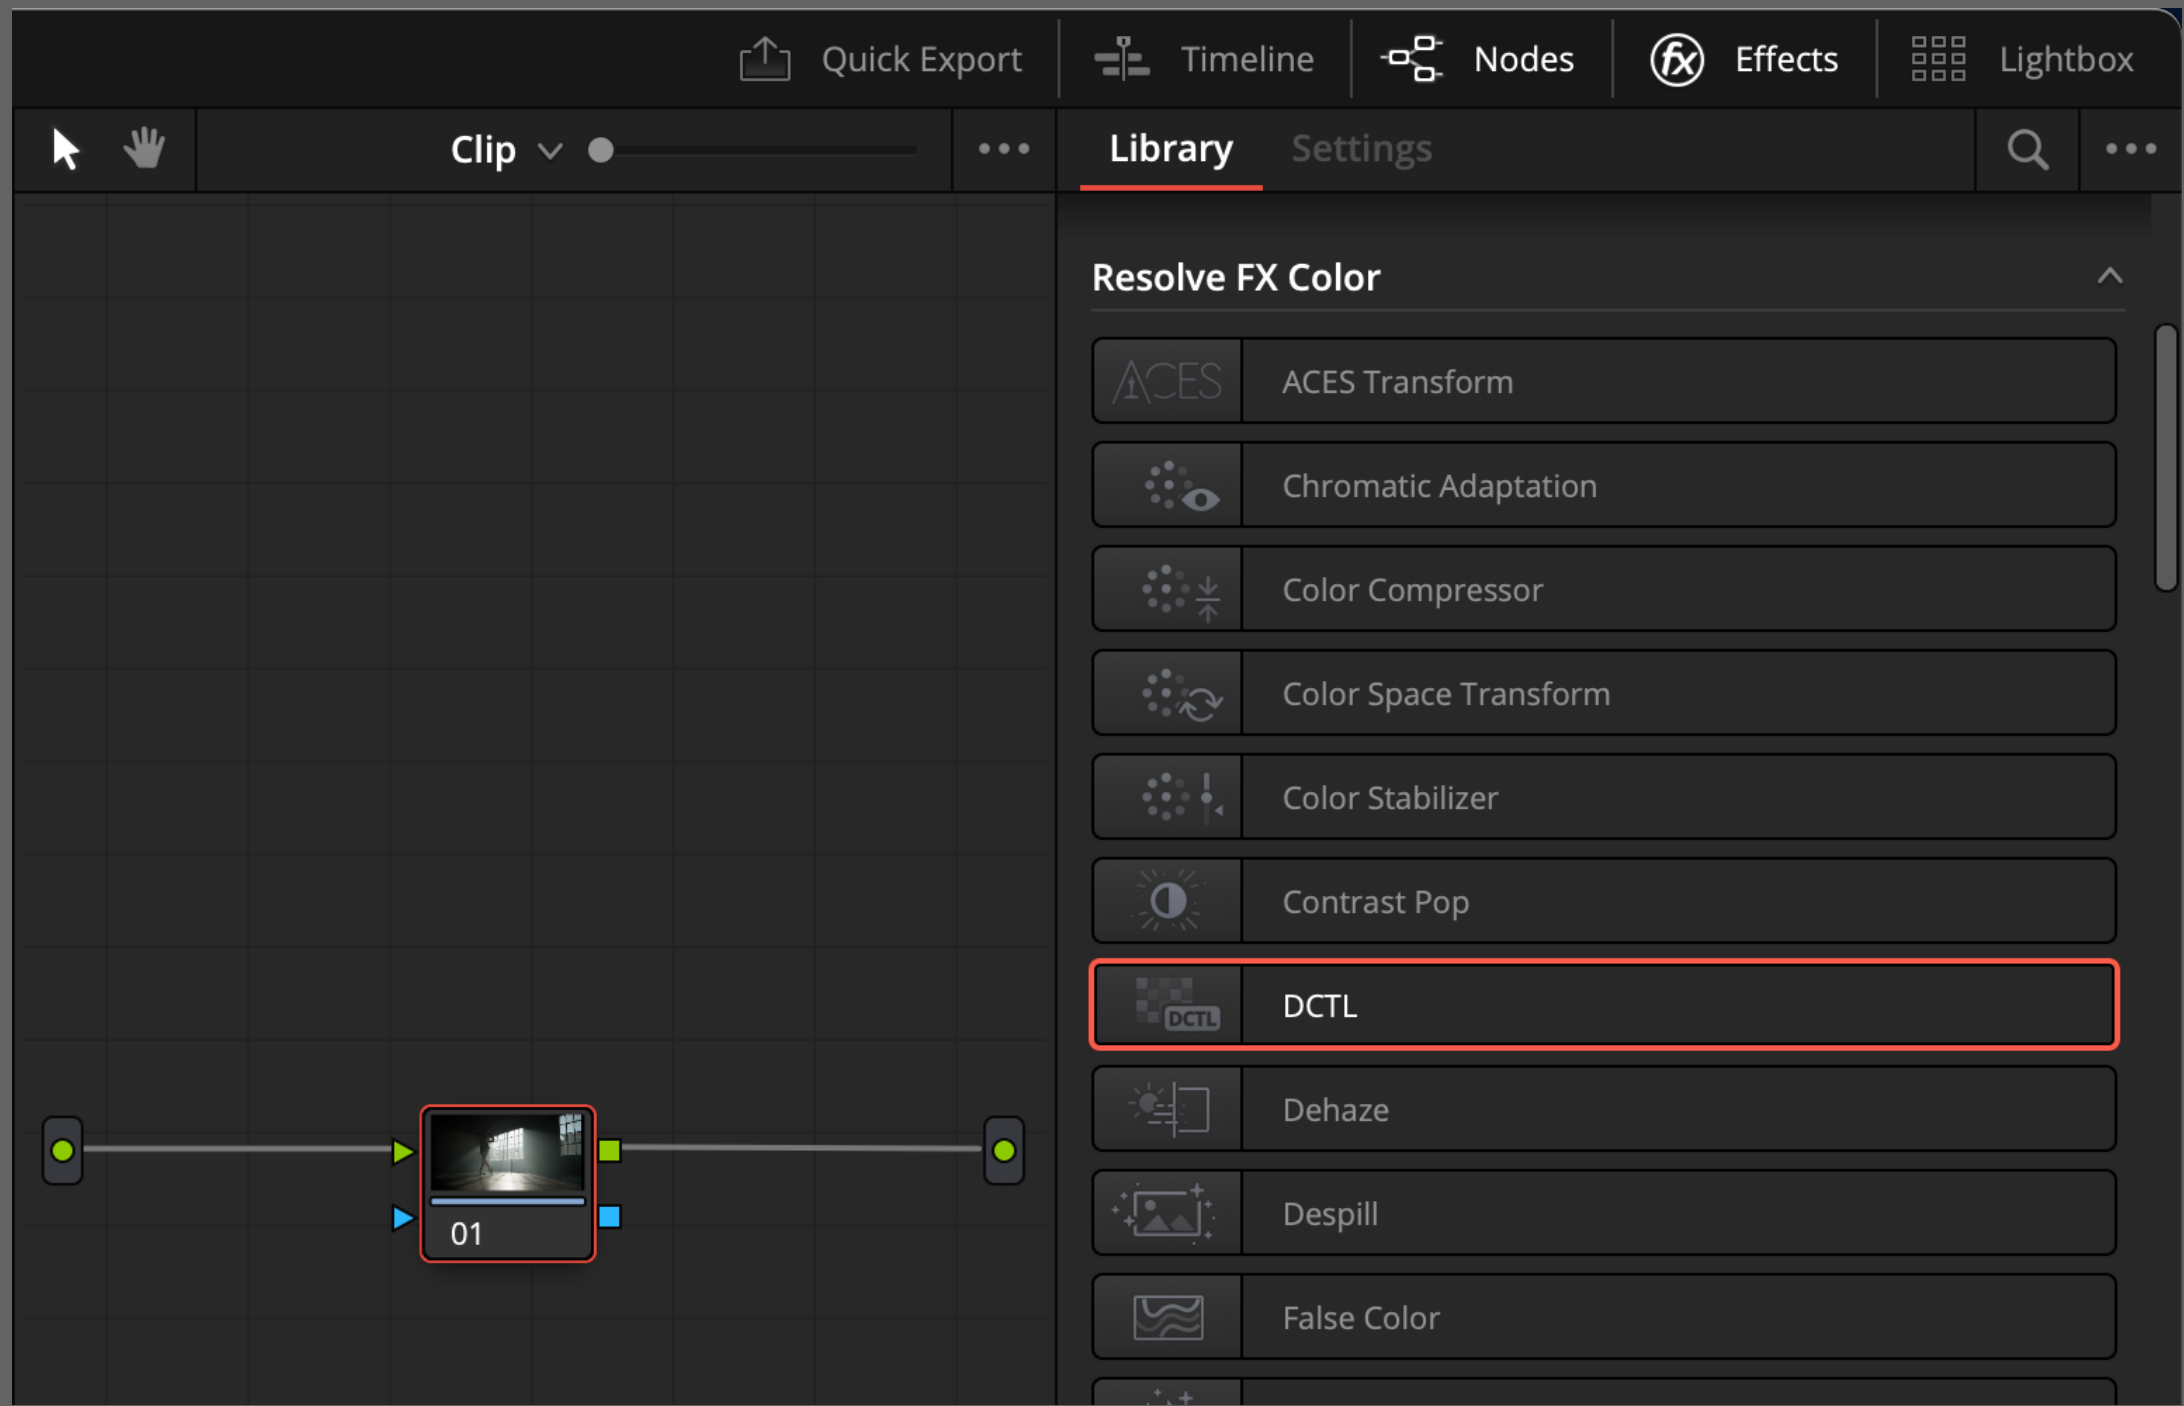 Quick Export
Timeline
Nodes
fx Effects
Lightbox
Clip
Library
Settings
Resolve FX Color
ACES ACES Transform
Chromatic Adaptation
Color Compressor
Color Space Transform
Color Stabilizer
Contrast Pop
DCTL DCTL
Dehaze
Despill
False Color
01